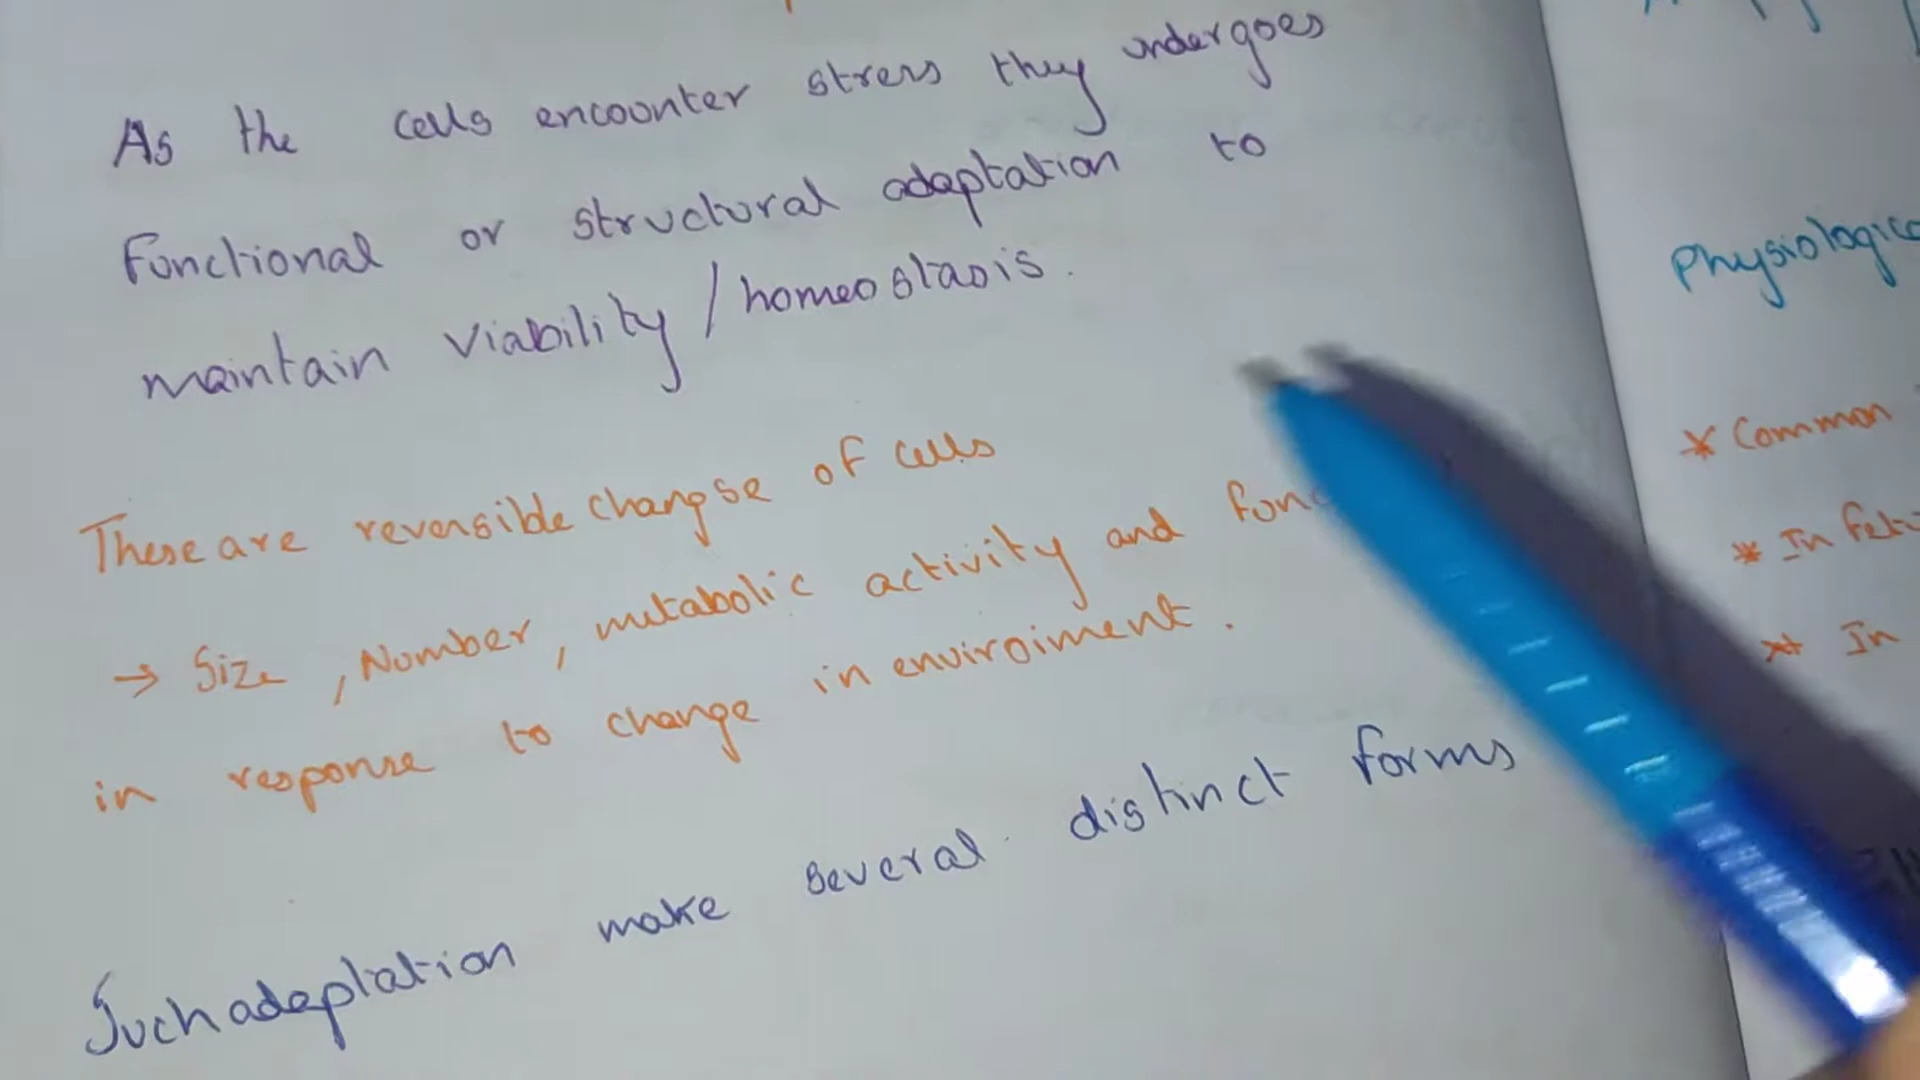 As the cells encounter stress they undergoes
Functional or structural adaptation to
maintain viability / homeostasis.
These are reversible changse of cells
→ Size, Number, metabolic activity and func
in response to change in enviroiment.
Such adaptation make several distinct forms
Physiologica
* Common
* In
* In